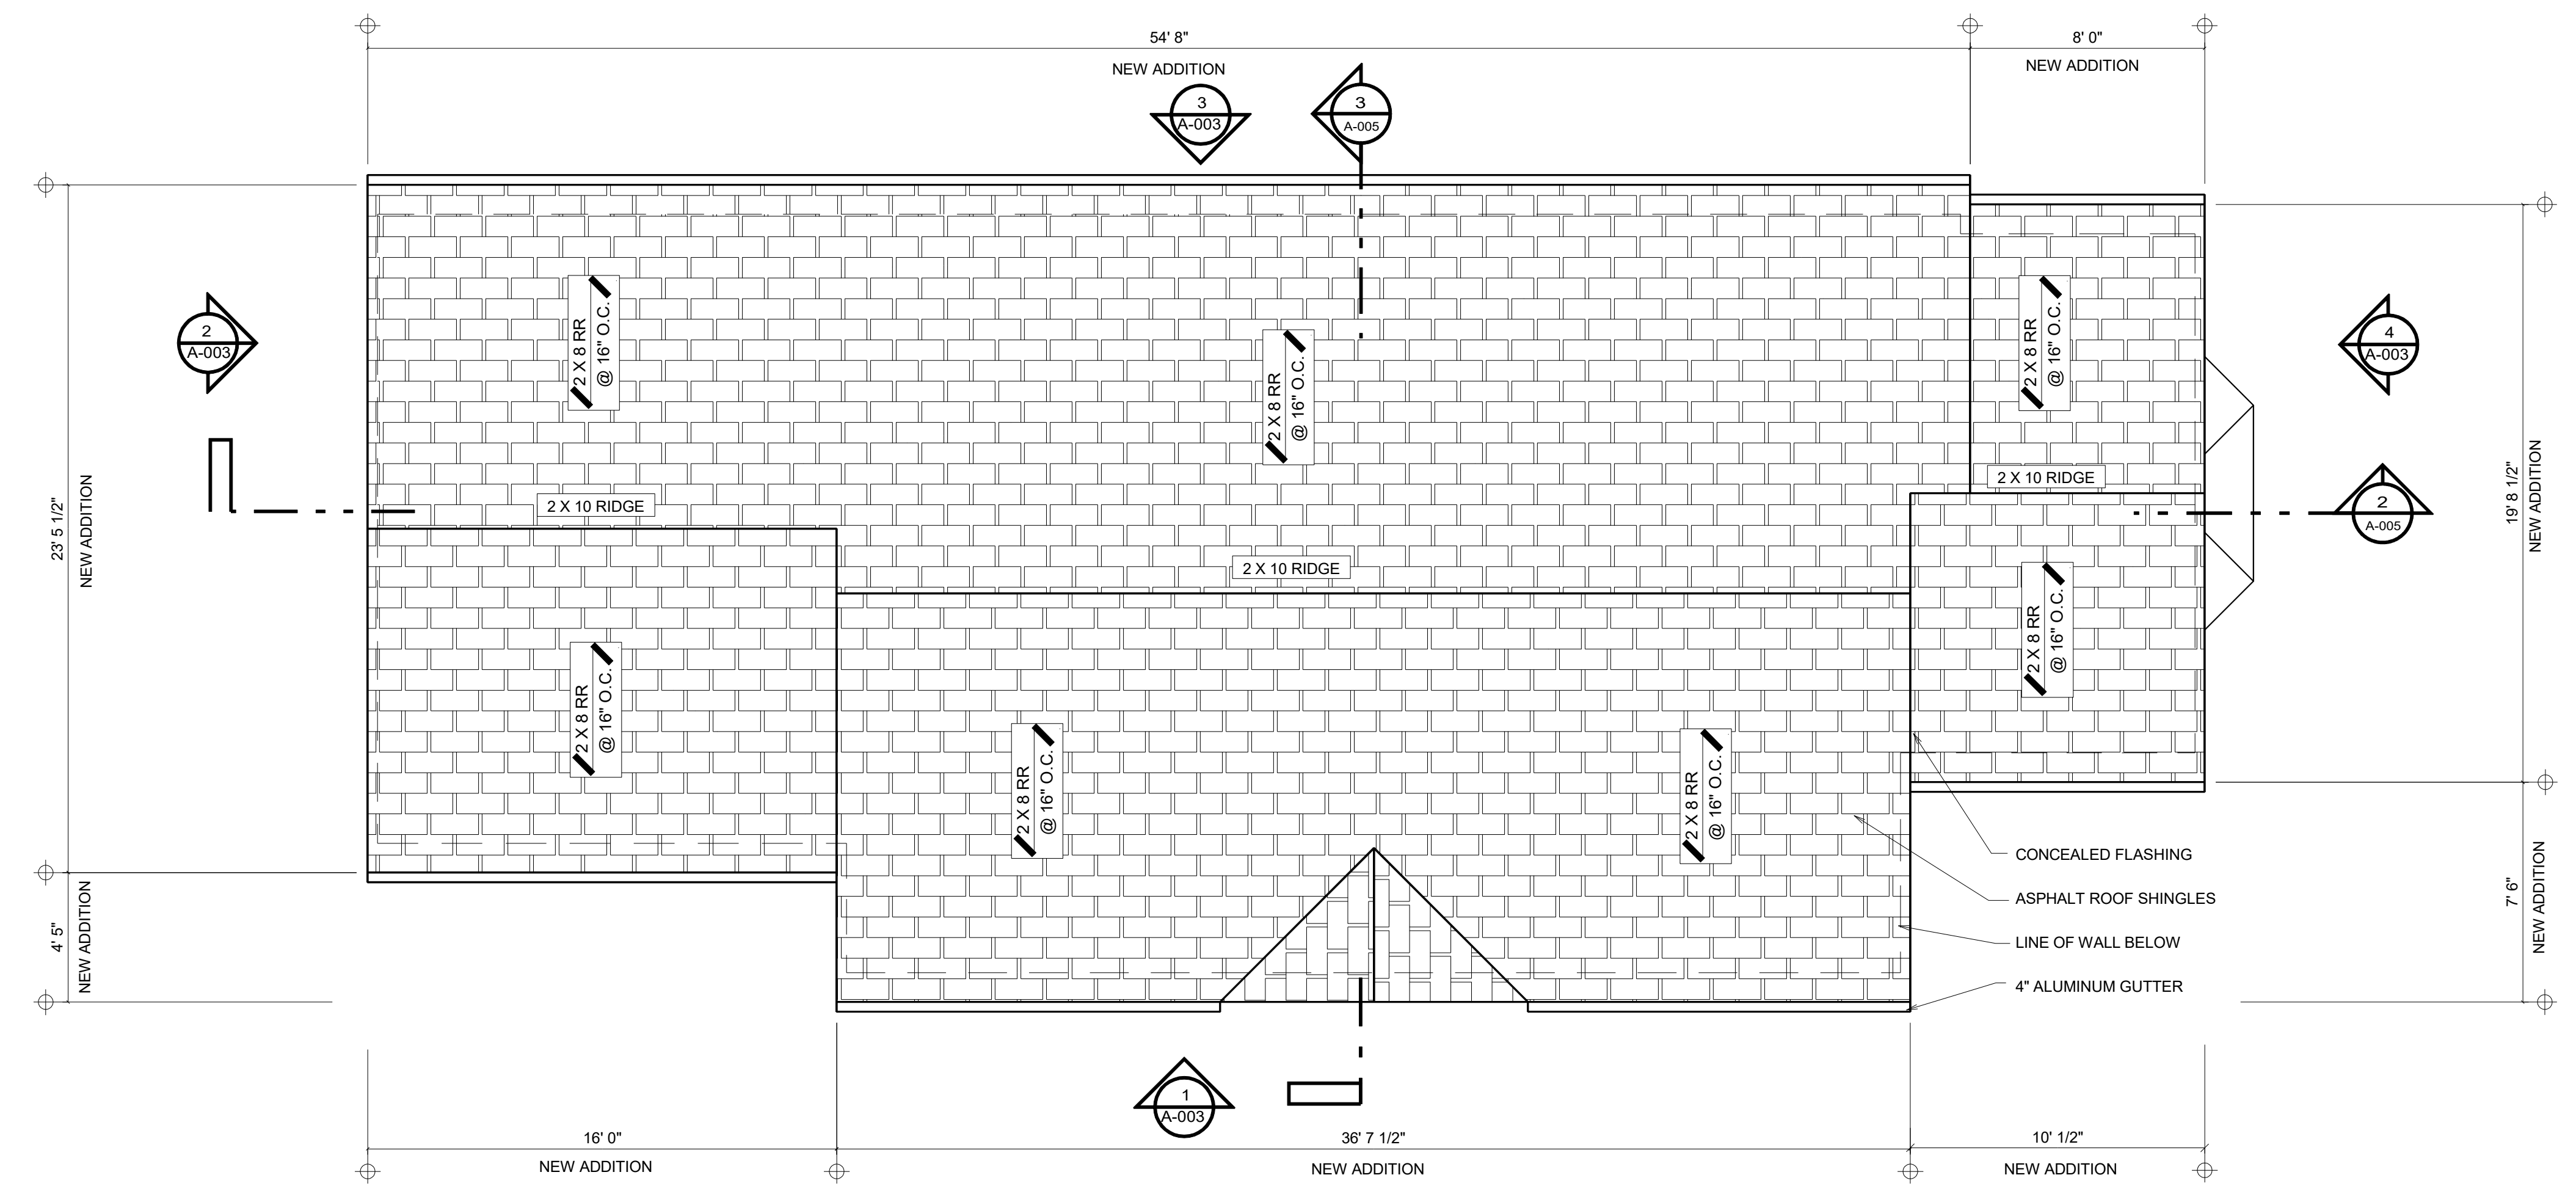 54' 8"
8' 0"
NEW ADDITION
NEW ADDITION
3
A-003
3
A-005
2
A-003
4
A-003
2 X 8 RR
@ 16" O.C.
2 X 8 RR
@ 16" O.C.
2 X 8 RR
@ 16" O.C.
2 X 10 RIDGE
2 X 10 RIDGE
2 X 10 RIDGE
2
A-005
23' 5 1/2"
NEW ADDITION
19' 8 1/2"
NEW ADDITION
2 X 8 RR
@ 16" O.C.
2 X 8 RR
@ 16" O.C.
2 X 8 RR
@ 16" O.C.
2 X 8 RR
@ 16" O.C.
4' 5"
NEW ADDITION
7' 6"
NEW ADDITION
CONCEALED FLASHING
ASPHALT ROOF SHINGLES
LINE OF WALL BELOW
4" ALUMINUM GUTTER
1
A-003
16' 0"
NEW ADDITION
36' 7 1/2"
NEW ADDITION
10' 1/2"
NEW ADDITION